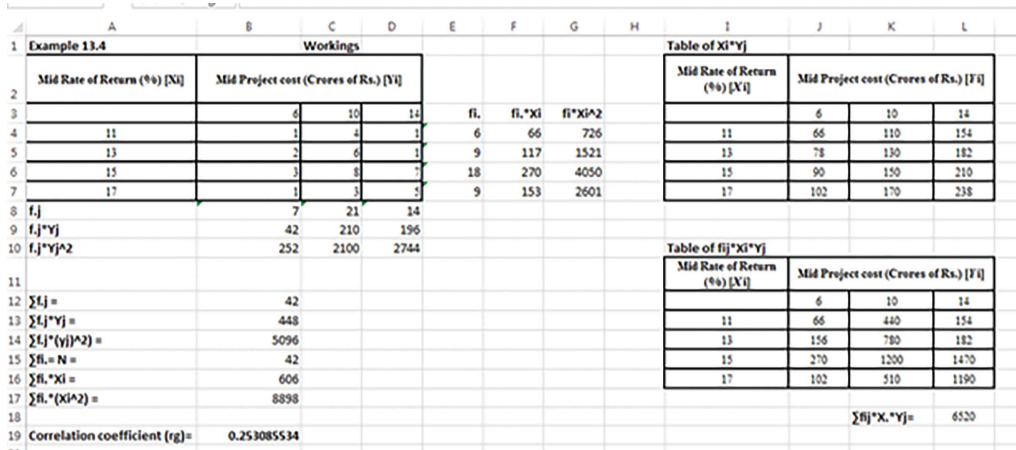 A B C D E F G H I J K L
1 Example 13.4 Workings Table of Xi*Yj
2 Mid Rate of Return (%) [Xi] Mid Project cost (Crores of Rs.) [Yi] Mid Rate of Return (%) [Xi] Mid Project cost (Crores of Rs.) [Yi]
3 6 10 14 fi. fi.*Xi fi*Xi^2 6 10 14
4 11 1 4 1 6 66 726 11 66 110 154
5 13 2 6 1 9 117 1521 13 78 130 182
6 15 3 8 7 18 270 4050 15 90 150 210
7 17 1 3 5 9 153 2601 17 102 170 238
8 f.j 7 21 14
9 f.j*Yj 42 210 196
10 f.j*Yj^2 252 2100 2744 Table of fij*Xi*Yj
11 Mid Rate of Return (%) [Xi] Mid Project cost (Crores of Rs.) [Yi]
12 ∑f.j = 42 6 10 14
13 ∑f.j*Yj = 448 11 66 440 154
14 ∑f.j*(yj)^2) = 5096 13 156 780 182
15 ∑fi.= N = 42 15 270 1200 1470
16 ∑fi.*Xi = 606 17 102 510 1190
17 ∑fi.*(Xi^2) = 8898
18 ∑fij*X.*Yj= 6520
19 Correlation coefficient (rg)= 0.253085534